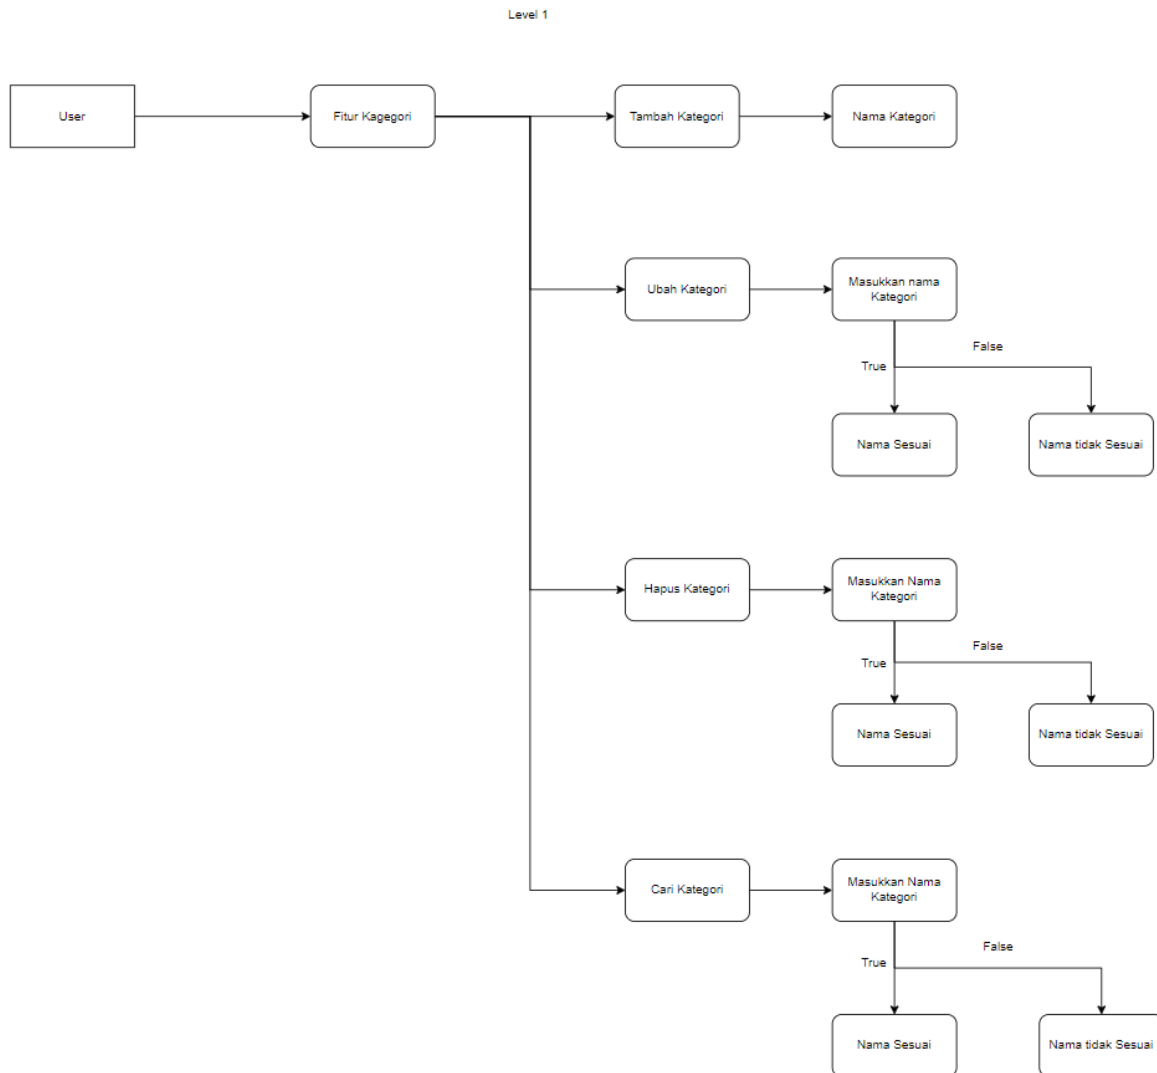 Level 1
User
Fitur Kagegori
Tambah Kategori
Nama Kategori
Ubah Kategori
Masukkan nama
Kategori
True
False
Nama Sesuai
Nama tidak Sesuai
Hapus Kategori
Masukkan Nama
Kategori
True
False
Nama Sesuai
Nama tidak Sesuai
Cari Kategori
Masukkan Nama
Kategori
True
False
Nama Sesuai
Nama tidak Sesuai